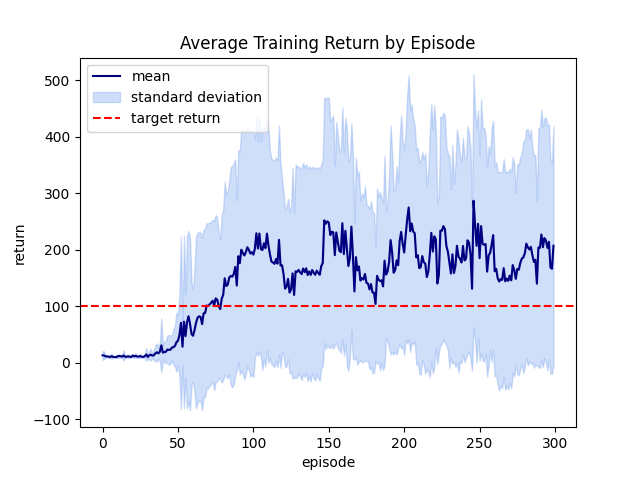 Average Training Return by Episode
mean
standard deviation
target return
return
500
400
300
200
100
0
−100
0 50 100 150 200 250 300
episode